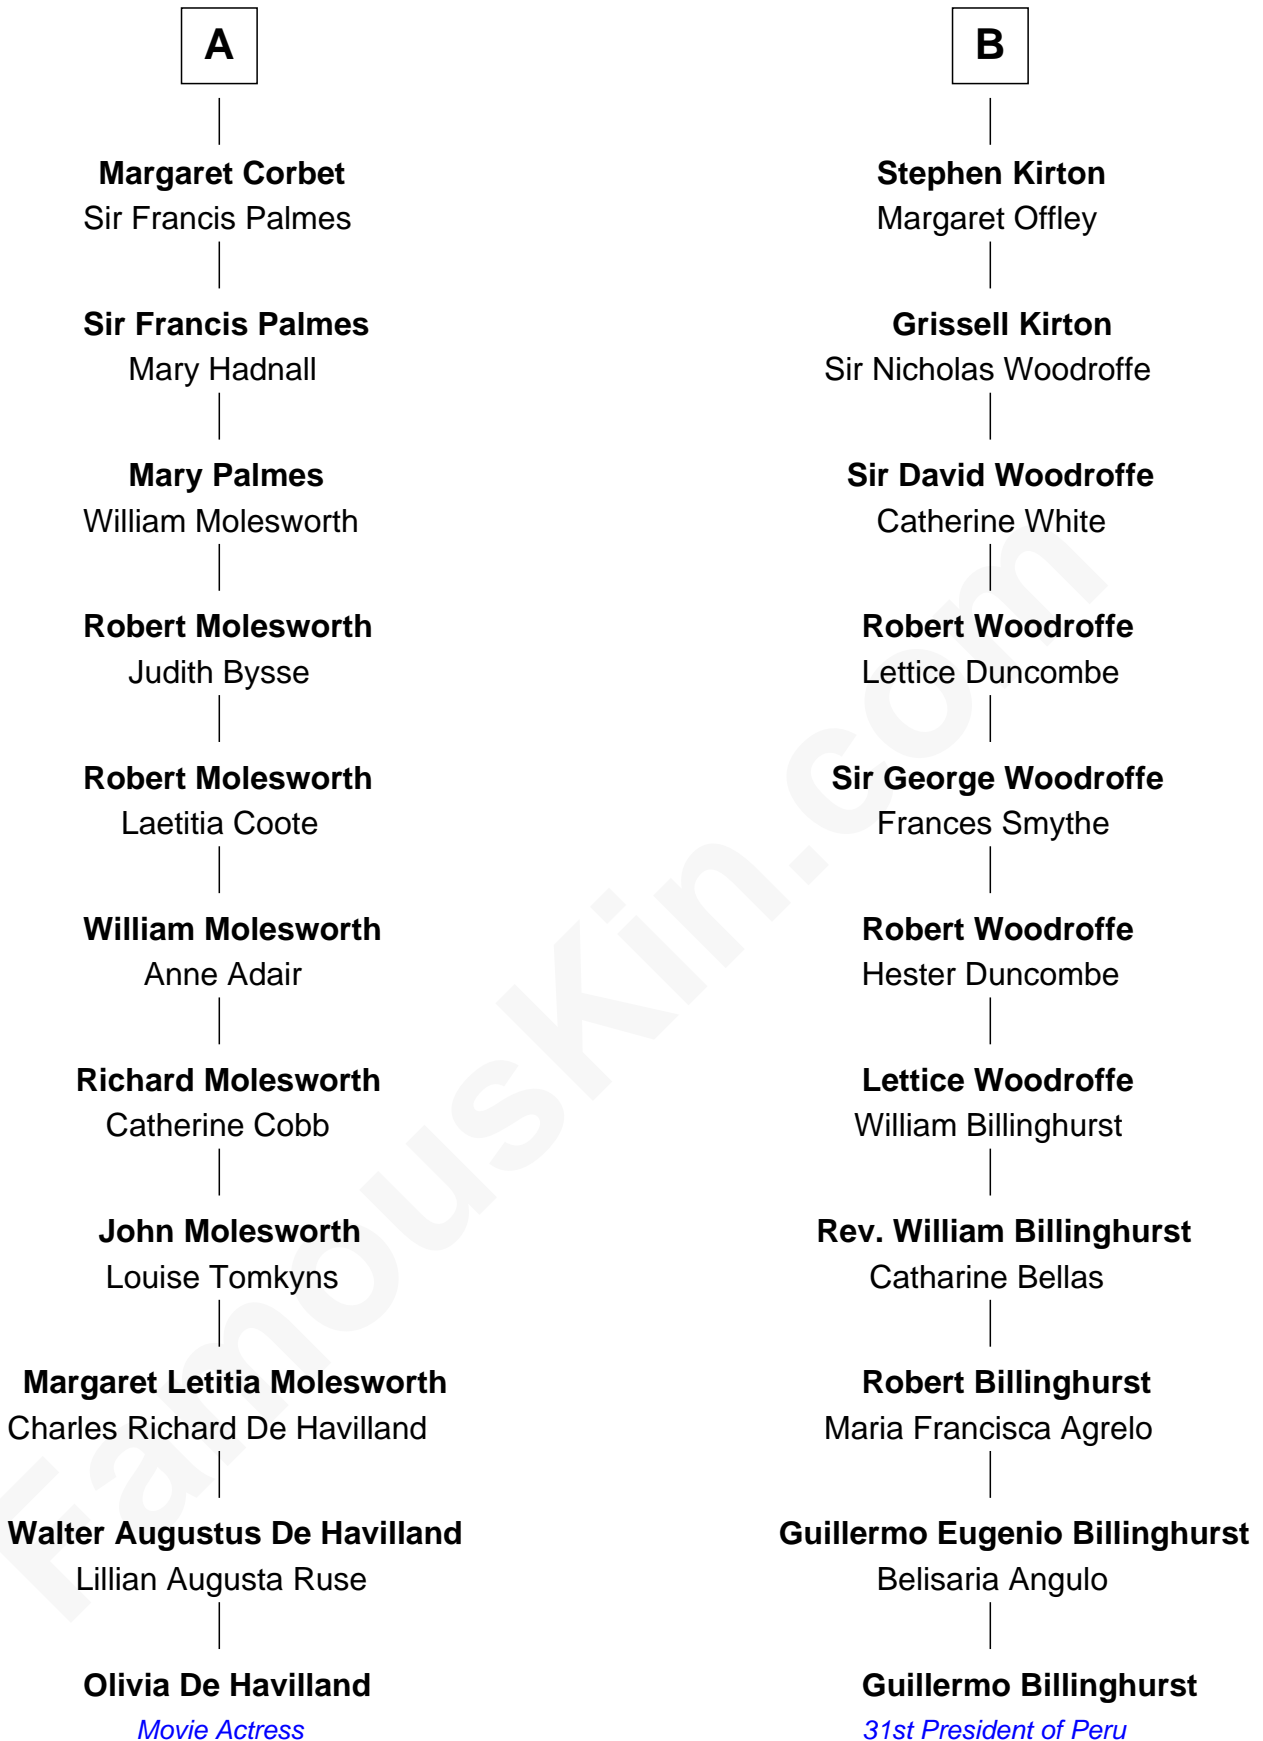 A
Margaret Corbet
Sir Francis Palmes
Sir Francis Palmes
Mary Hadnall
Mary Palmes
William Molesworth
Robert Molesworth
Judith Bysse
Robert Molesworth
Laetitia Coote
William Molesworth
Anne Adair
Richard Molesworth
Catherine Cobb
John Molesworth
Louise Tomkyns
Margaret Letitia Molesworth
Charles Richard De Havilland
Walter Augustus De Havilland
Lillian Augusta Ruse
Olivia De Havilland
Movie Actress
B
Stephen Kirton
Margaret Offley
Grissell Kirton
Sir Nicholas Woodroffe
Sir David Woodroffe
Catherine White
Robert Woodroffe
Lettice Duncombe
Sir George Woodroffe
Frances Smythe
Robert Woodroffe
Hester Duncombe
Lettice Woodroffe
William Billinghurst
Rev. William Billinghurst
Catharine Bellas
Robert Billinghurst
Maria Francisca Agrelo
Guillermo Eugenio Billinghurst
Belisaria Angulo
Guillermo Billinghurst
31st President of Peru
FamousKin.com